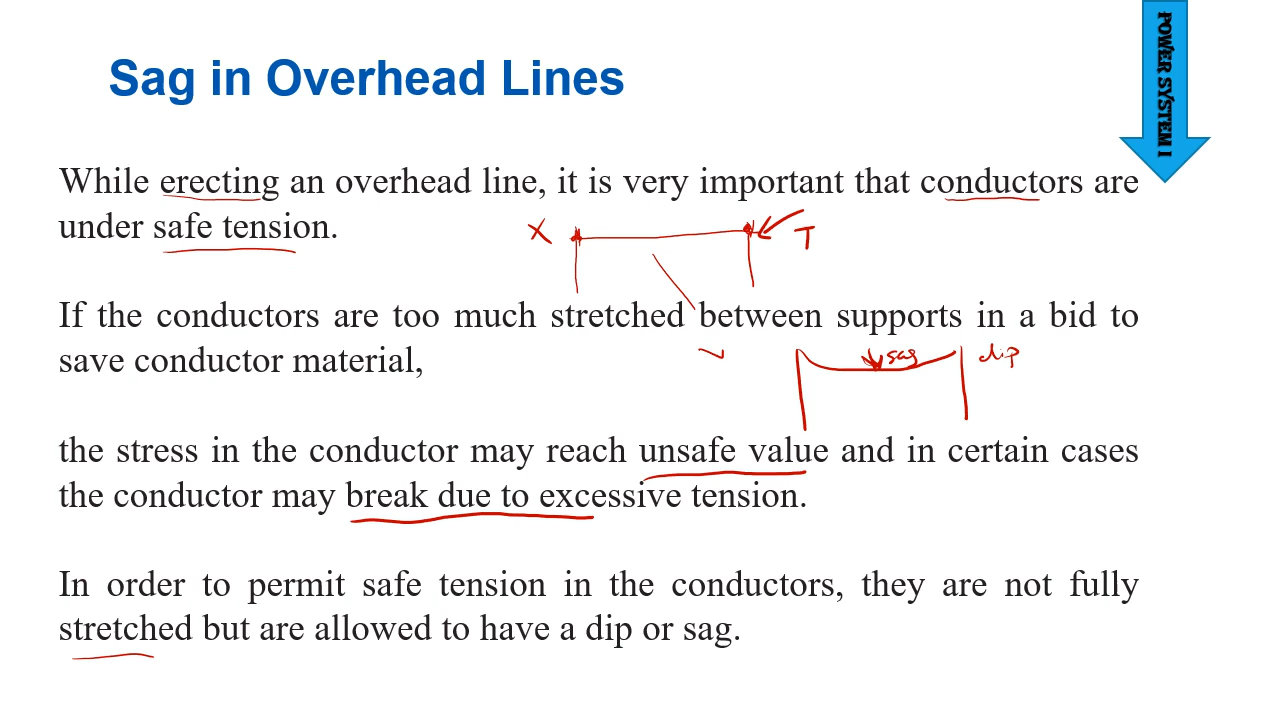 Sag in Overhead Lines
POWER SYSTEM I
While erecting an overhead line, it is very important that conductors are
under safe tension.
X
T
If the conductors are too much stretched between supports in a bid to
save conductor material,
sag
dip
the stress in the conductor may reach unsafe value and in certain cases
the conductor may break due to excessive tension.
In order to permit safe tension in the conductors, they are not fully
stretched but are allowed to have a dip or sag.